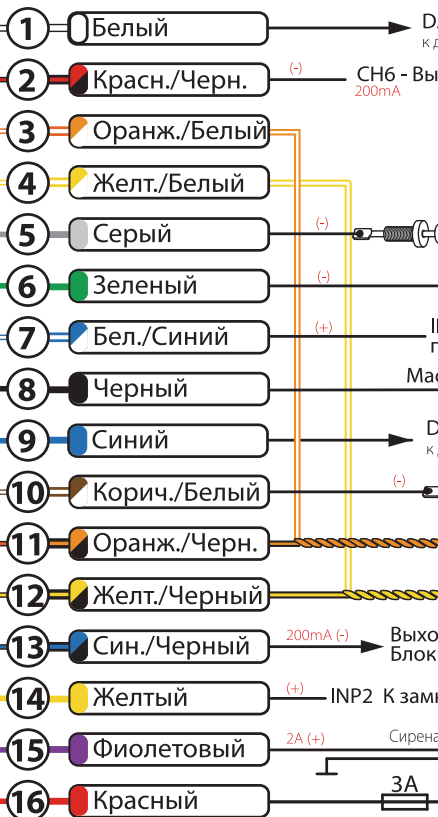 1 Белый
2 Красн./Черн. (-) CH6 - Вы
200mA
3 Оранж./Белый
4 Желт./Белый
5 Серый (-)
6 Зеленый (-)
7 Бел./Синий (+)
8 Черный Мас
9 Синий D
10 Корич./Белый (-)
11 Оранж./Черн.
12 Желт./Черный
13 Син./Черный 200mA (-) Выхо
Блок
14 Желтый (+) INP2 К замк
15 Фиолетовый 2A (+) Сирена
16 Красный 3A